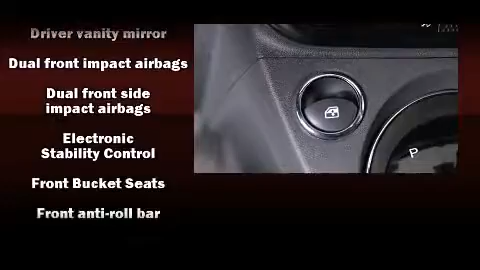 Driver vanity mirror
Dual front impact airbags
Dual front side
impact airbags
Electronic
Stability Control
Front Bucket Seats
Front anti-roll bar
P